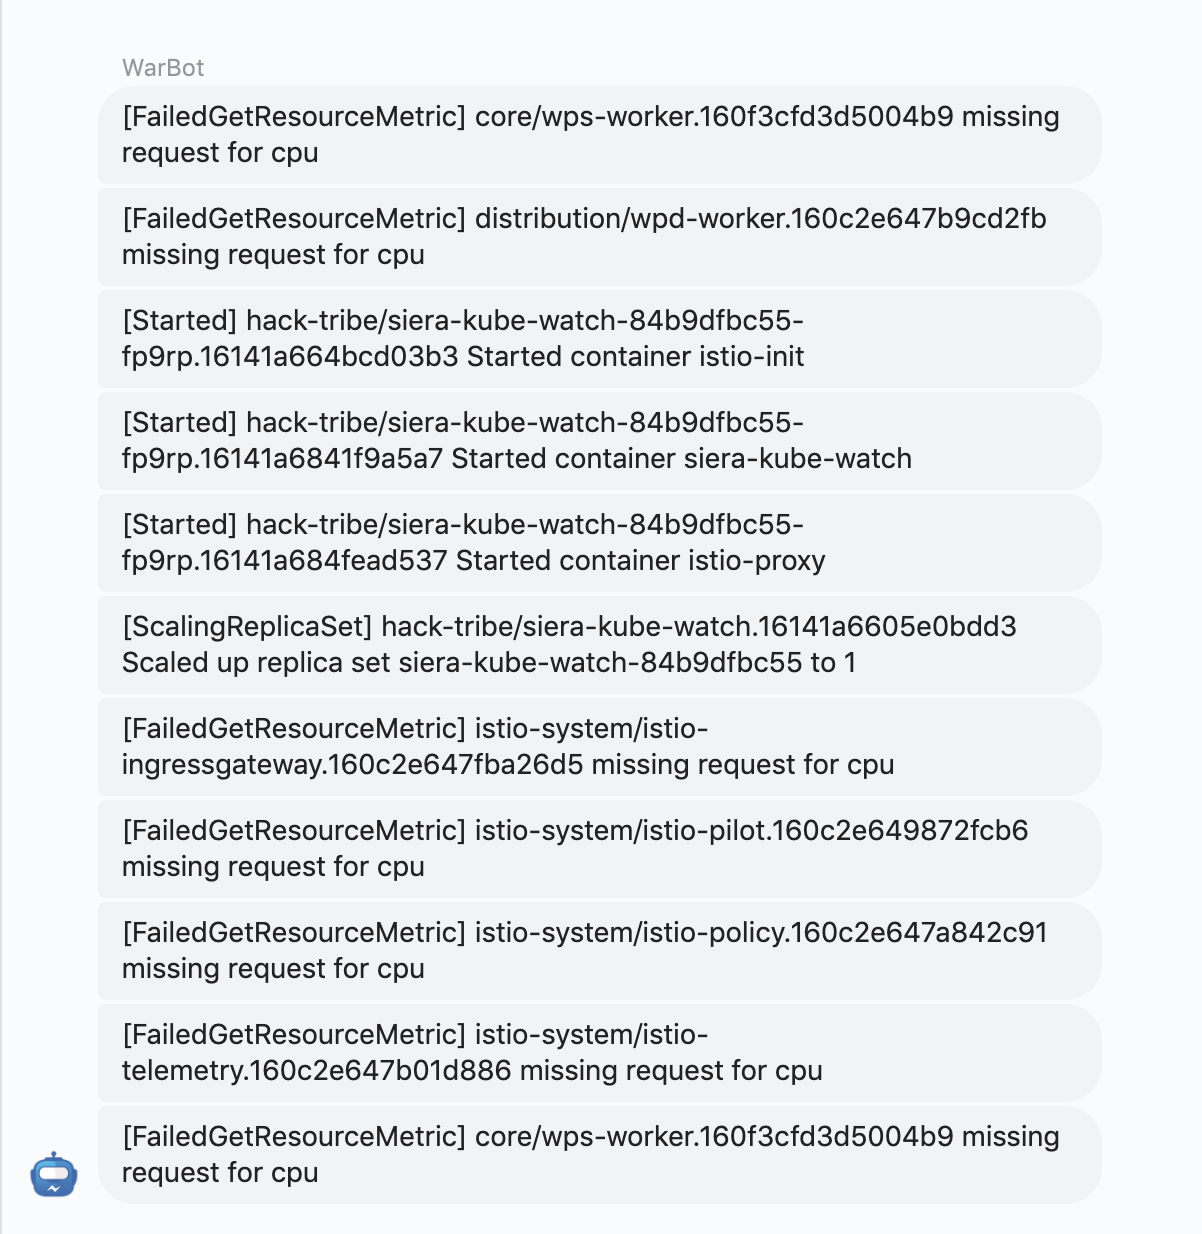 WarBot
[FailedGetResourceMetric] core/wps-worker.160f3cfd3d5004b9 missing
request for cpu
[FailedGetResourceMetric] distribution/wpd-worker.160c2e647b9cd2fb
missing request for cpu
[Started] hack-tribe/siera-kube-watch-84b9dfbc55-
fp9rp.16141a664bcd03b3 Started container istio-init
[Started] hack-tribe/siera-kube-watch-84b9dfbc55-
fp9rp.16141a6841f9a5a7 Started container siera-kube-watch
[Started] hack-tribe/siera-kube-watch-84b9dfbc55-
fp9rp.16141a684fead537 Started container istio-proxy
[ScalingReplicaSet] hack-tribe/siera-kube-watch.16141a6605e0bdd3
Scaled up replica set siera-kube-watch-84b9dfbc55 to 1
[FailedGetResourceMetric] istio-system/istio-
ingressgateway.160c2e647fba26d5 missing request for cpu
[FailedGetResourceMetric] istio-system/istio-pilot.160c2e649872fcb6
missing request for cpu
[FailedGetResourceMetric] istio-system/istio-policy.160c2e647a842c91
missing request for cpu
[FailedGetResourceMetric] istio-system/istio-
telemetry.160c2e647b01d886 missing request for cpu
[FailedGetResourceMetric] core/wps-worker.160f3cfd3d5004b9 missing
request for cpu